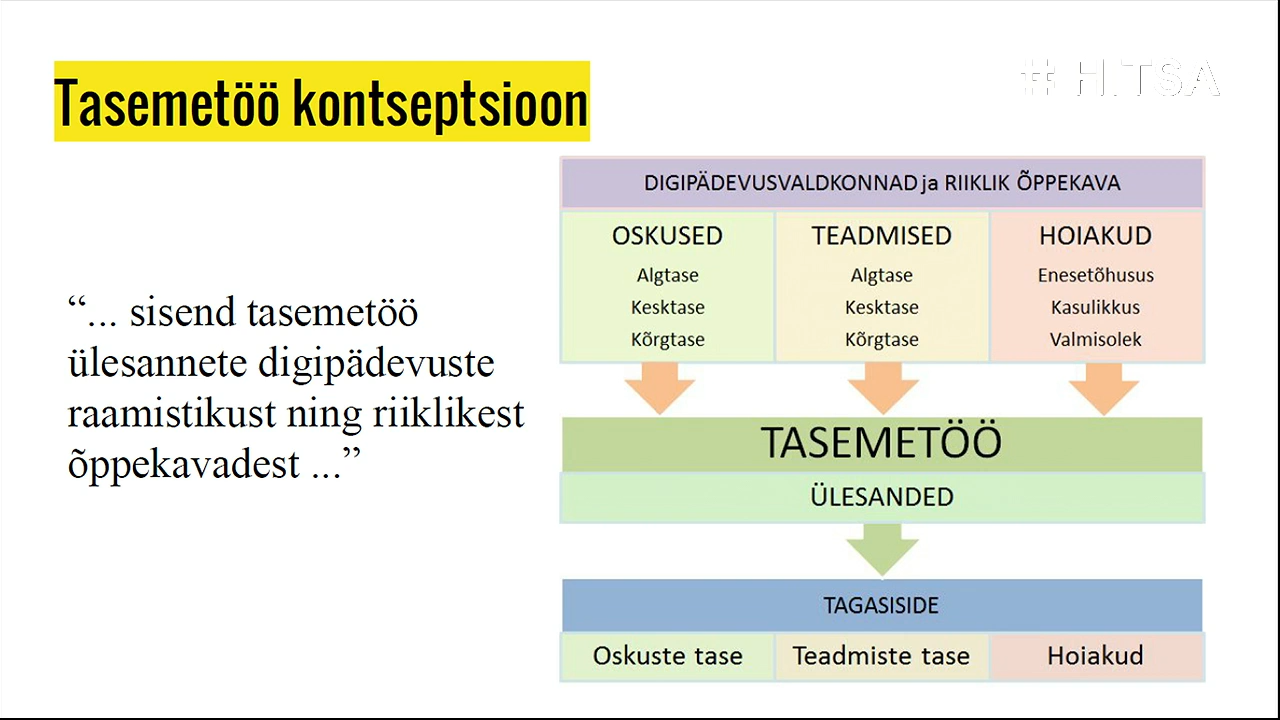 Tasemetöö kontseptsioon
# HITSA
“... sisend tasemetöö
ülesannete digipädevuste
raamistikust ning riiklikest
õppekavadest ...”
DIGIPÄDEVUSVALDKONNAD ja RIIKLIK ÕPPEKAVA
OSKUSED
Algtase
Kesktase
Kõrgtase
TEADMISED
Algtase
Kesktase
Kõrgtase
HOIAKUD
Enesetõhusus
Kasulikkus
Valmisolek
TASEMETÖÖ
ÜLESANDED
TAGASISIDE
Oskuste tase
Teadmiste tase
Hoiakud